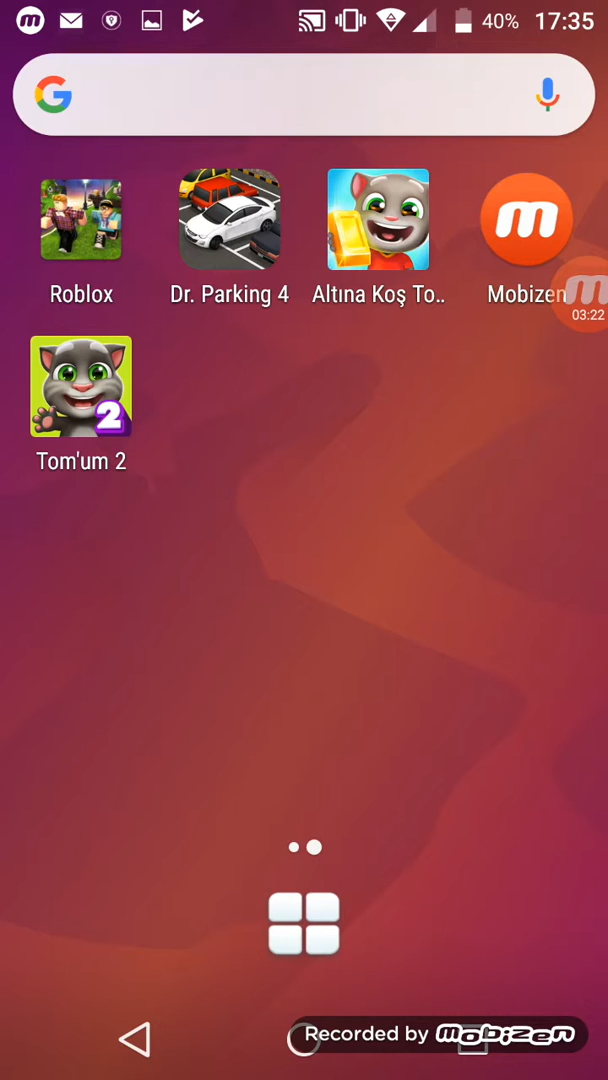 40% 17:35
Roblox
Dr. Parking 4
Altına Koş To..
Mobizen
03:22
2
Tom'um 2
Recorded by mobizen